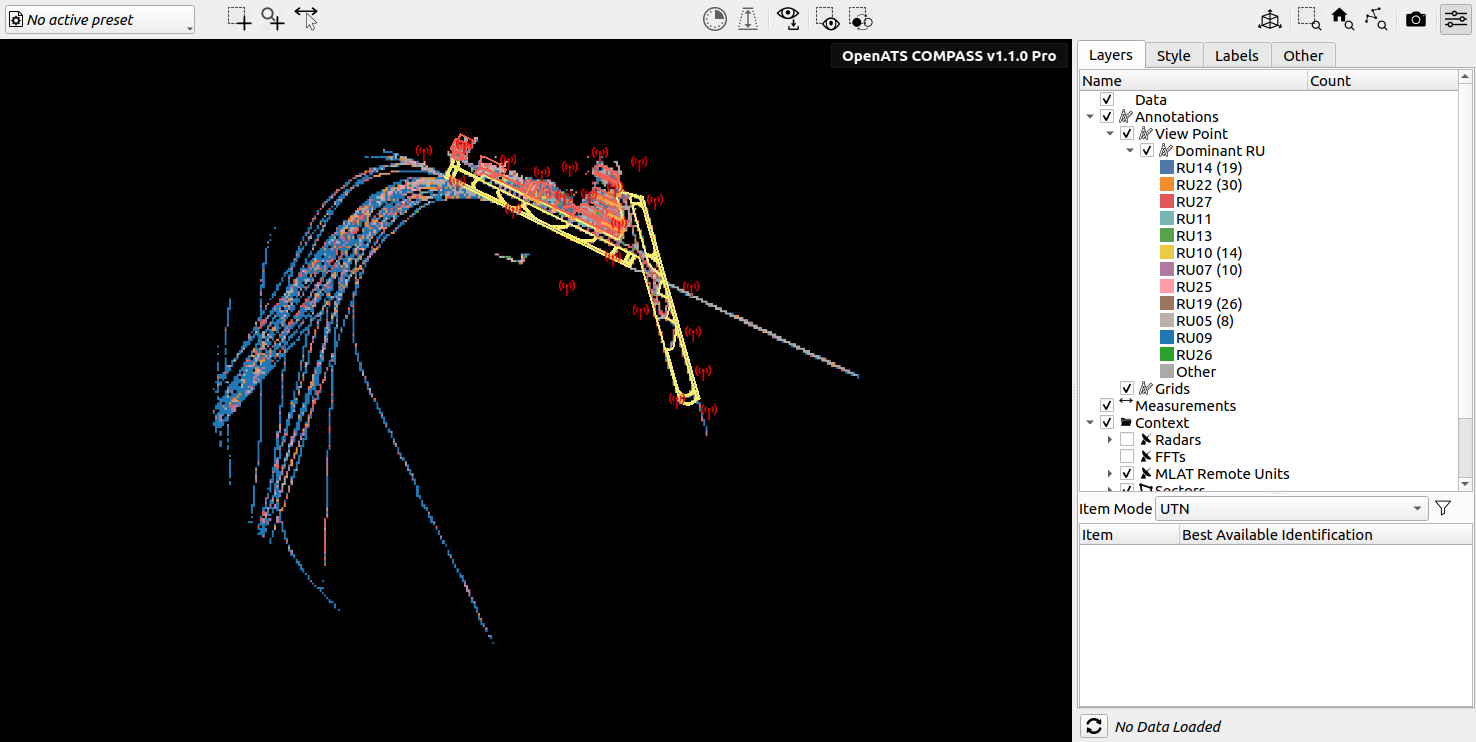 No active preset
OpenATS COMPASS v1.1.0 Pro
Layers
Style
Labels
Other
Name
Count
Data
Annotations
View Point
Dominant RU
RU14 (19)
RU22 (30)
RU27
RU11
RU13
RU10 (14)
RU07 (10)
RU25
RU19 (26)
RU05 (8)
RU09
RU26
Other
Grids
Measurements
Context
Radars
FFTs
MLAT Remote Units
Sectors
Item Mode
UTN
Item
Best Available Identification
No Data Loaded